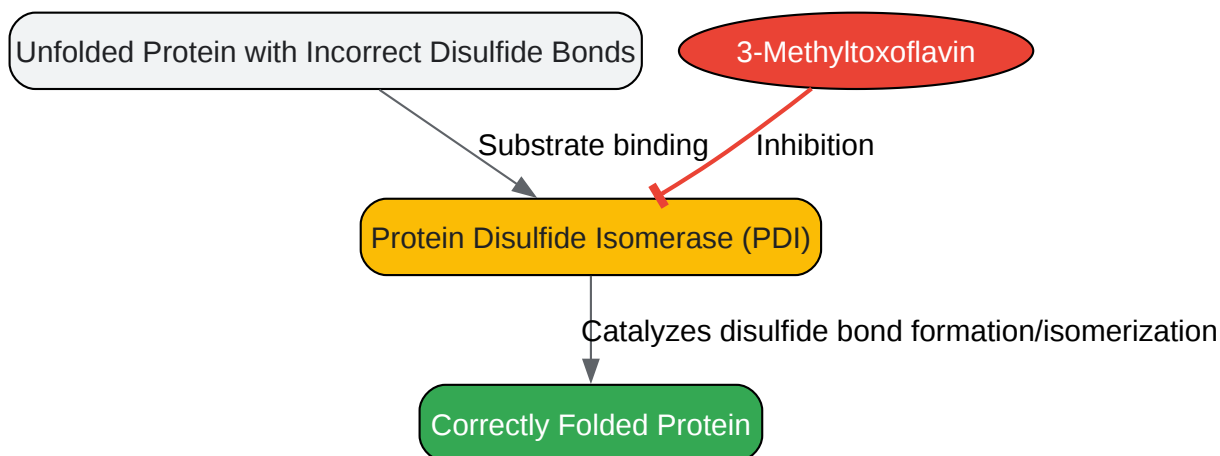 Unfolded Protein with Incorrect Disulfide Bonds
3-Methyltoxoflavin
Substrate binding
Inhibition
Protein Disulfide Isomerase (PDI)
Catalyzes disulfide bond formation/isomerization
Correctly Folded Protein